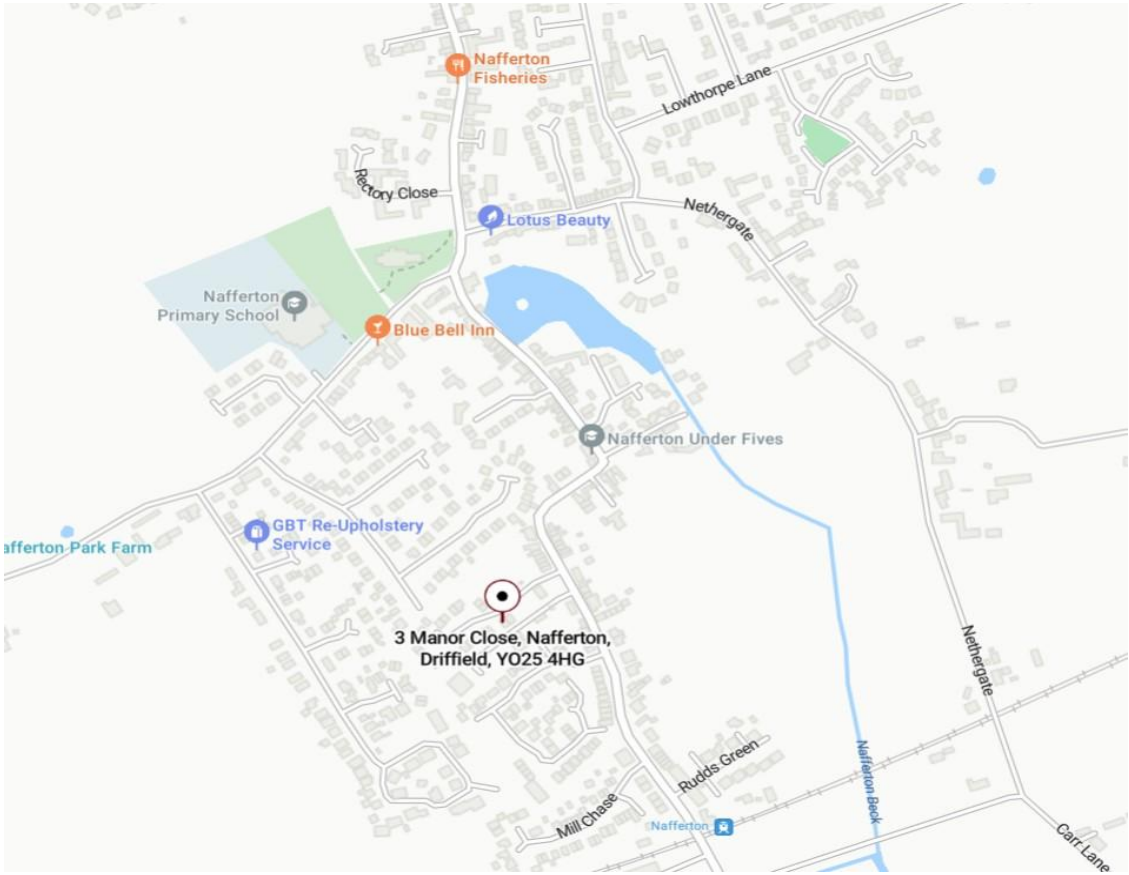 Nafferton
Fisheries
Lowthorpe Lane
Rectory Close
Lotus Beauty
Nethergate
Nafferton
Primary School
Blue Bell Inn
Nafferton Under Fives
GBT Re-Upholstery
Service
afferton Park Farm
3 Manor Close, Nafferton,
Driffield, YO25 4HG
Nethergate
Rudds Green
Nafferton Beck
Mill Chase
Nafferton
Carr Lane